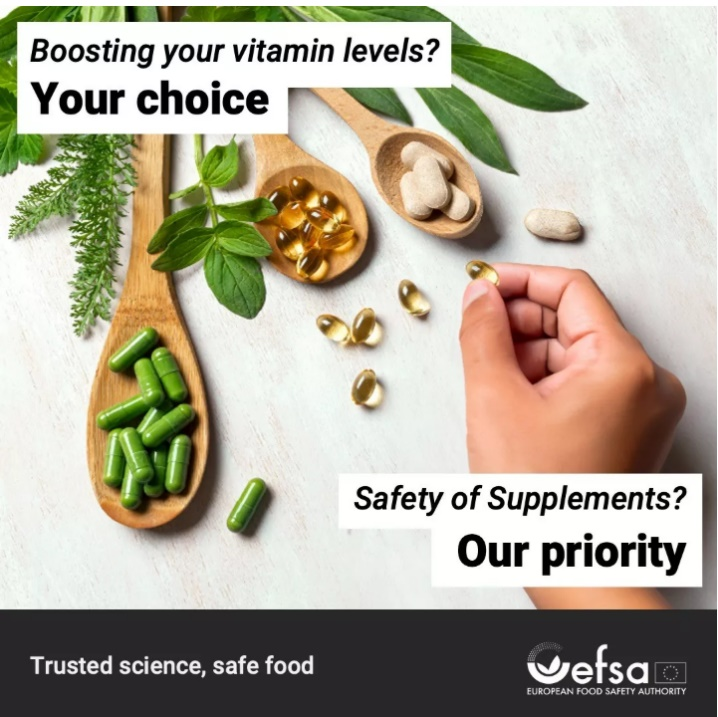 Boosting your vitamin levels?
Your choice
Safety of Supplements?
Our priority
Trusted science, safe food
efsa
EUROPEAN FOOD SAFETY AUTHORITY